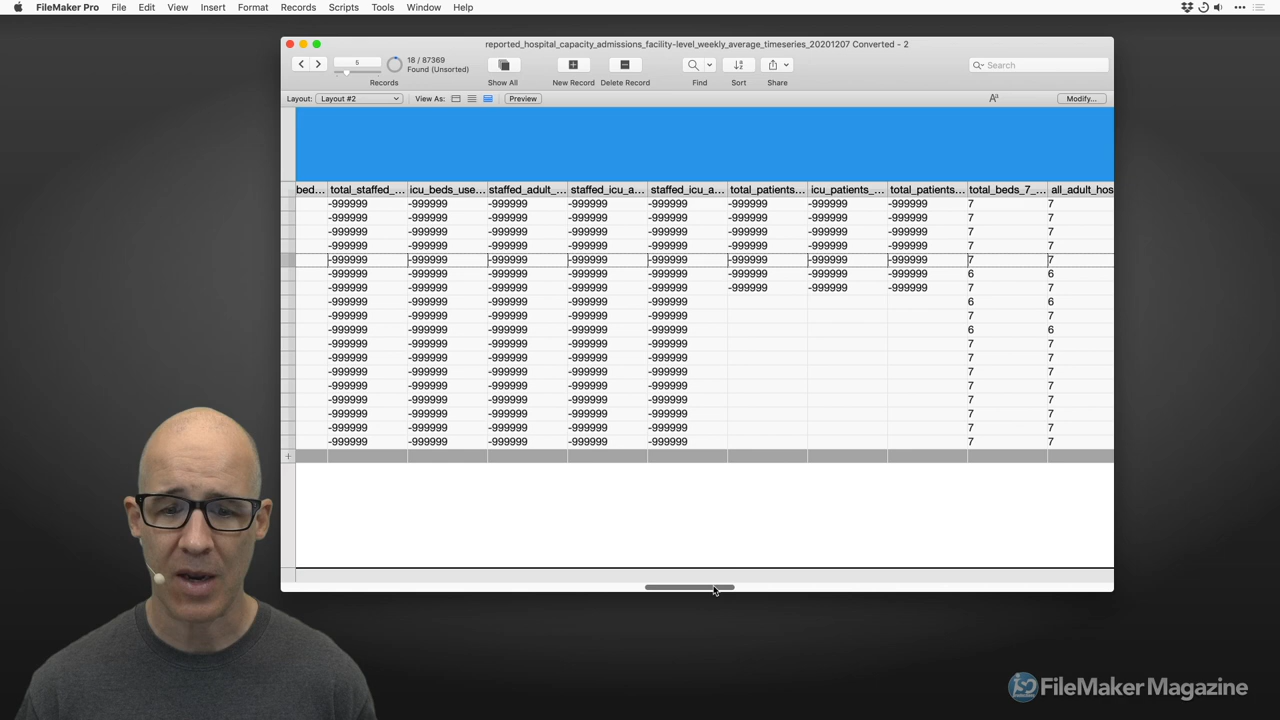 FileMaker Pro File Edit View Insert Format Records Scripts Tools Window Help
reported_hospital_capacity_admissions_facility-level_weekly_average_timeseries_20201207 Converted - 2
5 18 / 87369 Found (Unsorted) Search
Records Show All New Record Delete Record Find Sort Share
Layout: Layout #2 View As: Preview Aa Modify...
bed... total_staffed_... icu_beds_use... staffed_adult_... staffed_icu_a... staffed_icu_a... total_patients... icu_patients_... total_patients... total_beds_7_... all_adult_hos
-999999 -999999 -999999 -999999 -999999 -999999 -999999 -999999 7 7
-999999 -999999 -999999 -999999 -999999 -999999 -999999 -999999 7 7
-999999 -999999 -999999 -999999 -999999 -999999 -999999 -999999 7 7
-999999 -999999 -999999 -999999 -999999 -999999 -999999 -999999 7 7
-999999 -999999 -999999 -999999 -999999 -999999 -999999 -999999 7 7
-999999 -999999 -999999 -999999 -999999 -999999 -999999 -999999 6 6
-999999 -999999 -999999 -999999 -999999 -999999 -999999 -999999 7 7
-999999 -999999 -999999 -999999 -999999 6 6
-999999 -999999 -999999 -999999 -999999 7 7
-999999 -999999 -999999 -999999 -999999 6 6
-999999 -999999 -999999 -999999 -999999 7 7
-999999 -999999 -999999 -999999 -999999 7 7
-999999 -999999 -999999 -999999 -999999 7 7
-999999 -999999 -999999 -999999 -999999 7 7
-999999 -999999 -999999 -999999 -999999 7 7
-999999 -999999 -999999 -999999 -999999 7 7
-999999 -999999 -999999 -999999 -999999 7 7
-999999 -999999 -999999 -999999 -999999 7 7
FileMaker Magazine